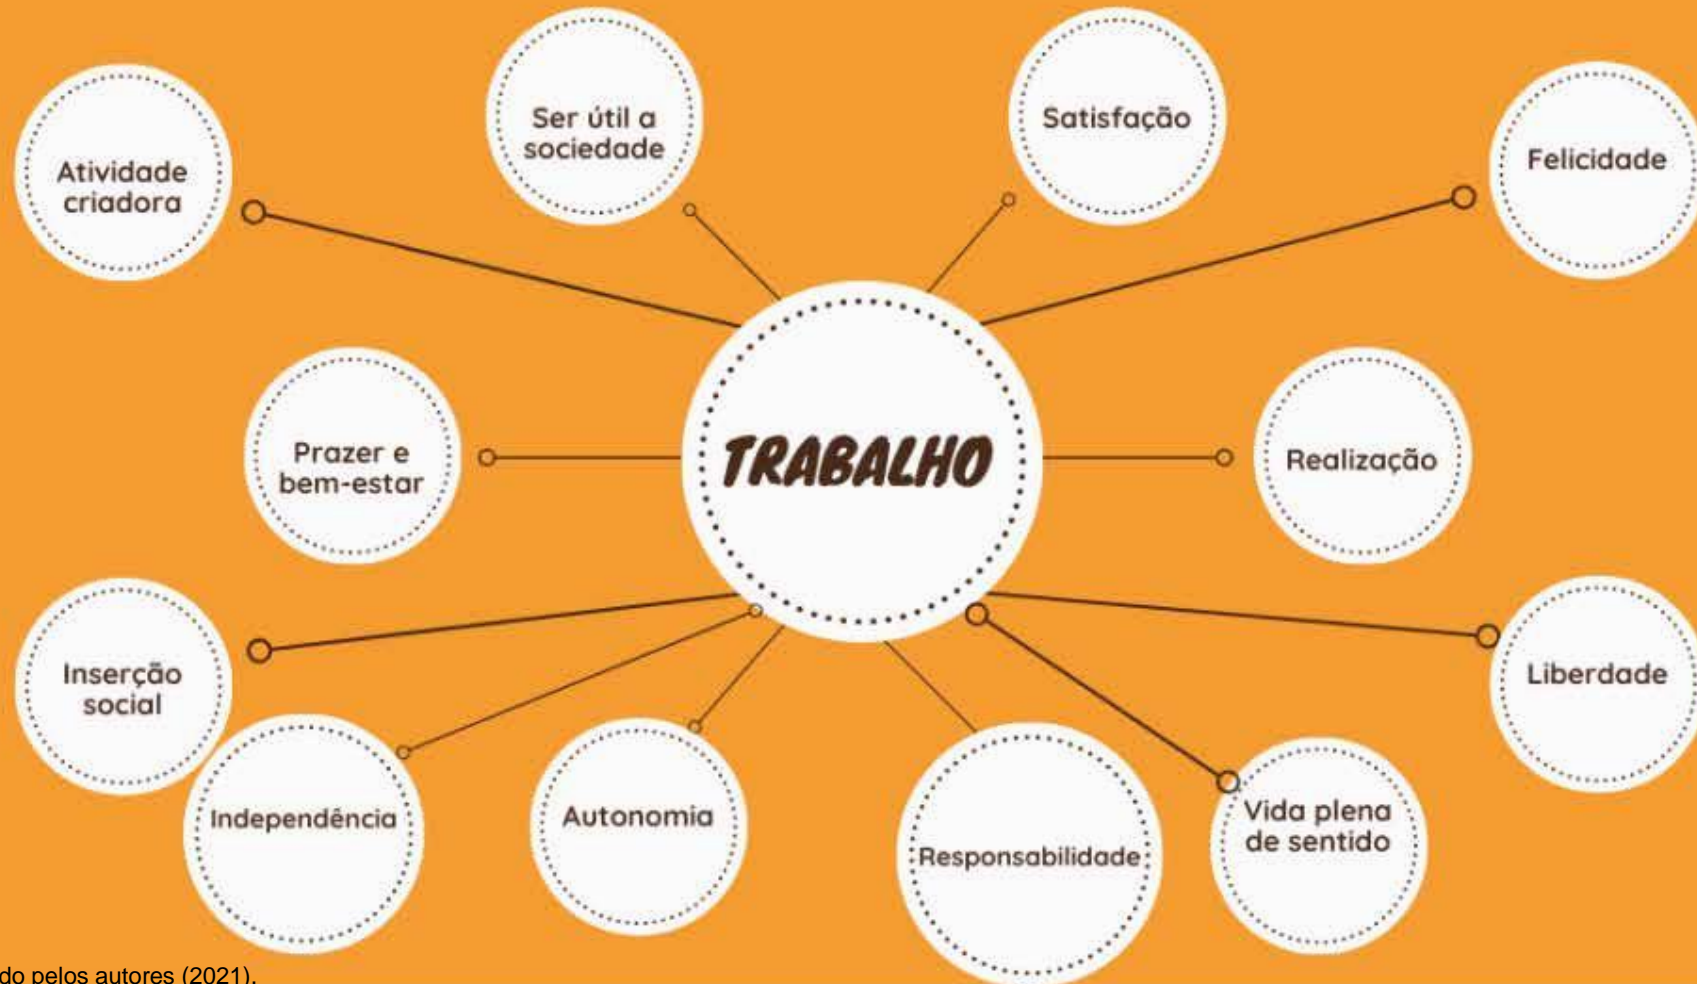 Ser útil a
sociedade
Satisfação
Felicidade
Atividade
criadora
TRABALHO
Prazer e
bem-estar
Realização
Inserção
social
Liberdade
Independência
Autonomia
Responsabilidade
Vida plena
de sentido
do pelos autores (2021).